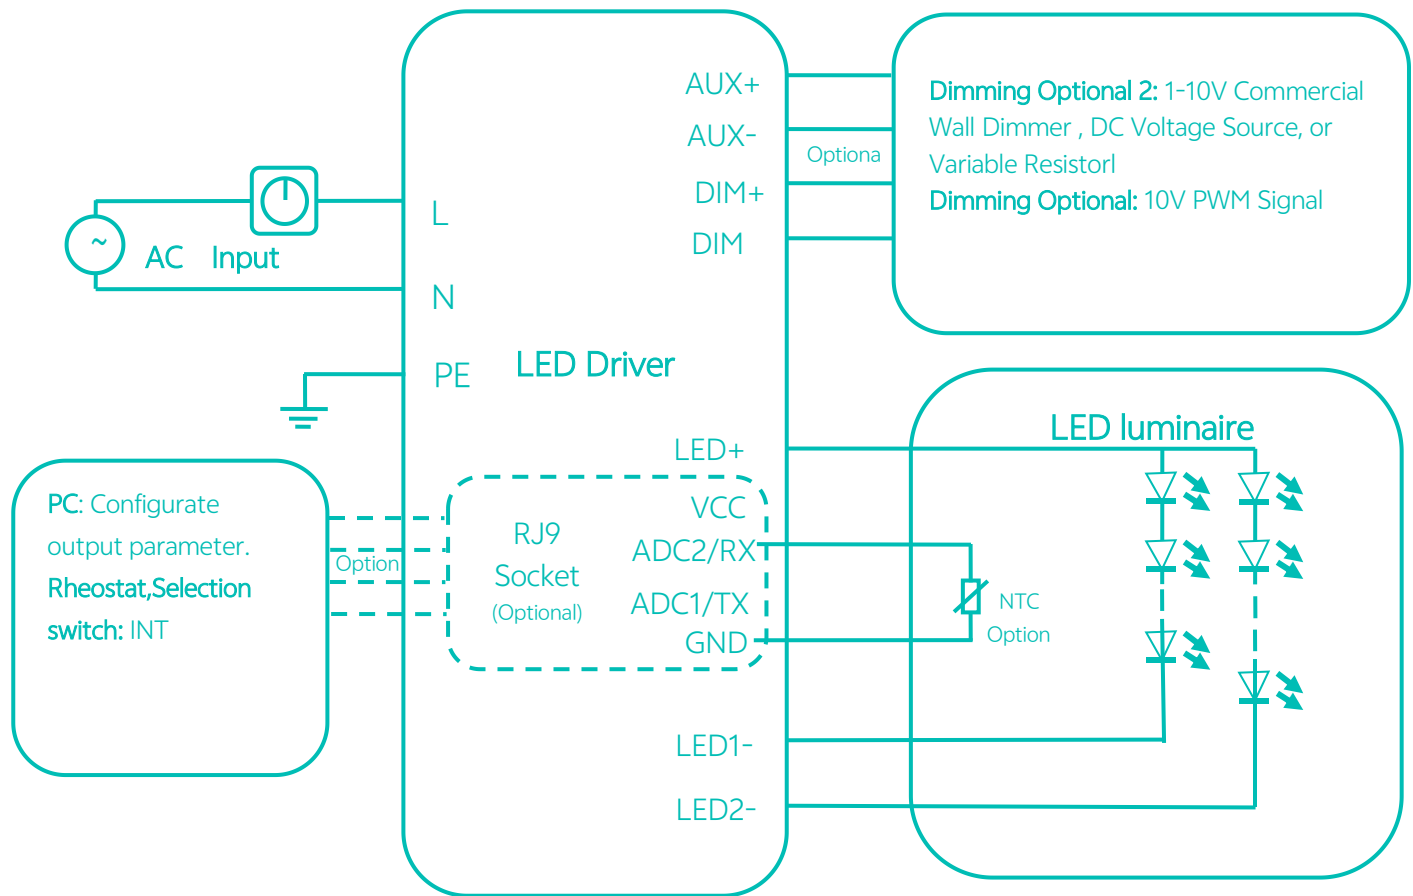 AUX+
AUX-
Optiona
DIM+
DIM
Dimming Optional 2: 1-10V Commercial
Wall Dimmer , DC Voltage Source, or
Variable Resistorl
Dimming Optional: 10V PWM Signal
L
~
AC Input
N
PE
LED Driver
LED luminaire
LED+
PC: Configurate
output parameter.
Rheostat,Selection
switch: INT
Option
RJ9
Socket
(Optional)
VCC
ADC2/RX
ADC1/TX
GND
NTC
Option
LED1-
LED2-